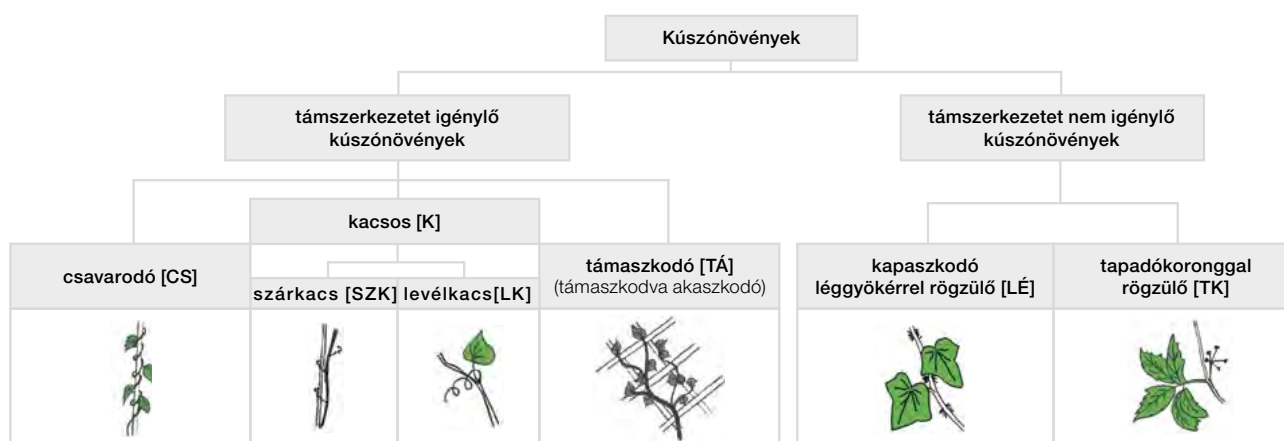 Kúszónövények
támszerkezetet igénylő
kúszónövények
támszerkezetet nem igénylő
kúszónövények
kacsos [K]
csavarodó [CS]
szárkacs [SZK]
levélkacs[LK]
támaszkodó [TÁ]
(támaszkodva akaszkodó)
kapaszkodó
léggyökérrel rögzülő [LÉ]
tapadókoronggal
rögzülő [TK]